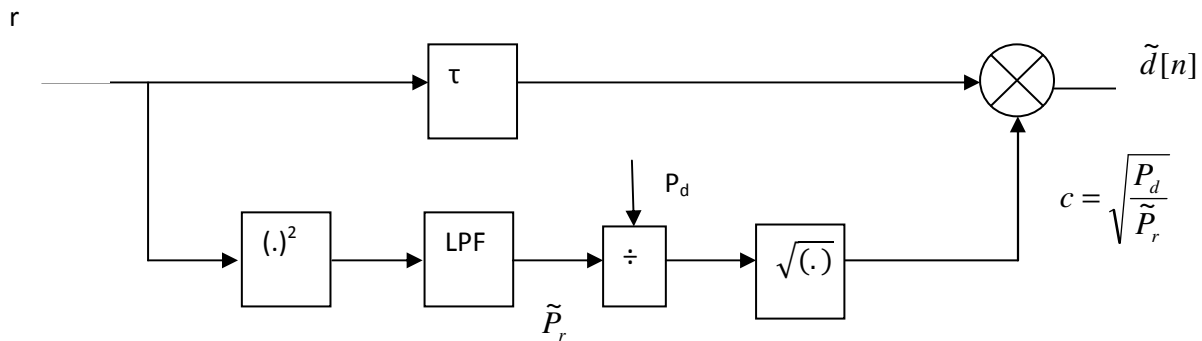 r
τ
d̃[n]
P_d
c = √(P_d / P̃_r)
(.)²
LPF
÷
√(.)
P̃_r